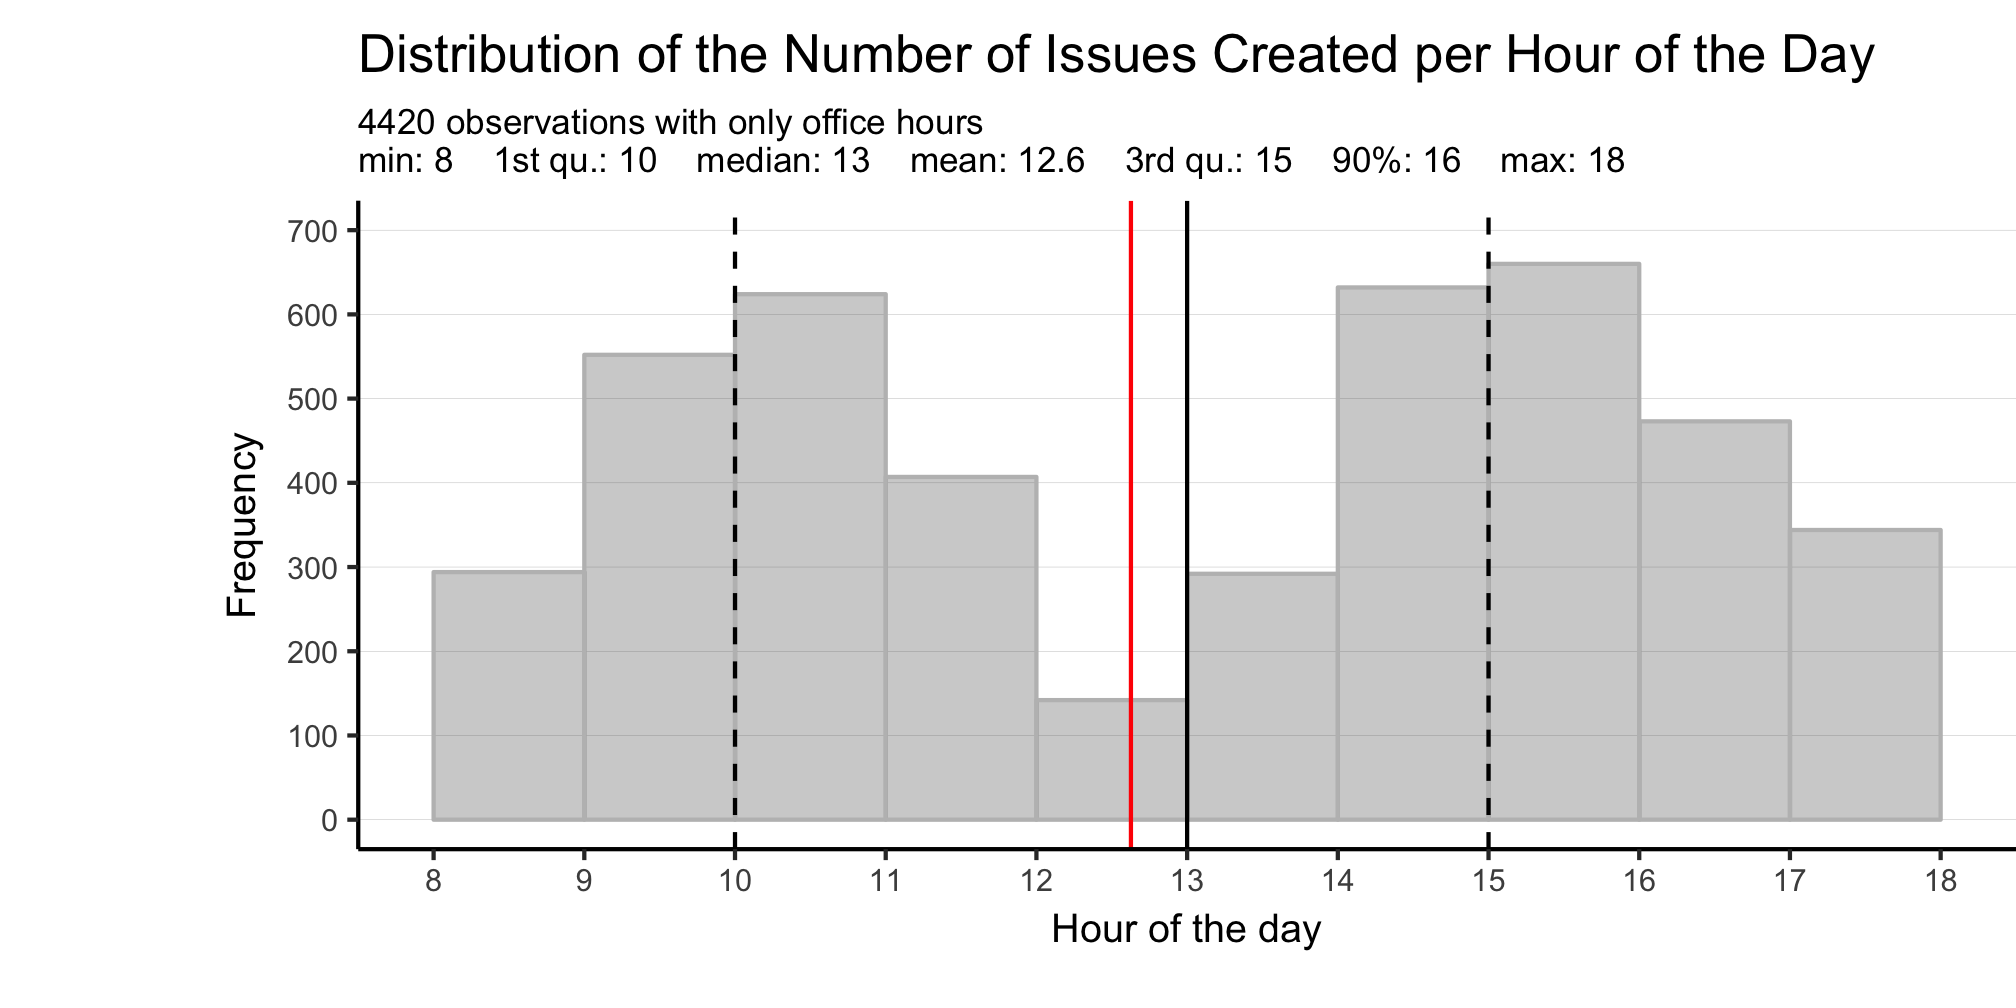 Distribution of the Number of Issues Created per Hour of the Day
4420 observations with only office hours
min: 8 1st qu.: 10 median: 13 mean: 12.6 3rd qu.: 15 90%: 16 max: 18
700
600
500
400
300
200
100
0
Frequency
8 9 10 11 12 13 14 15 16 17 18
Hour of the day